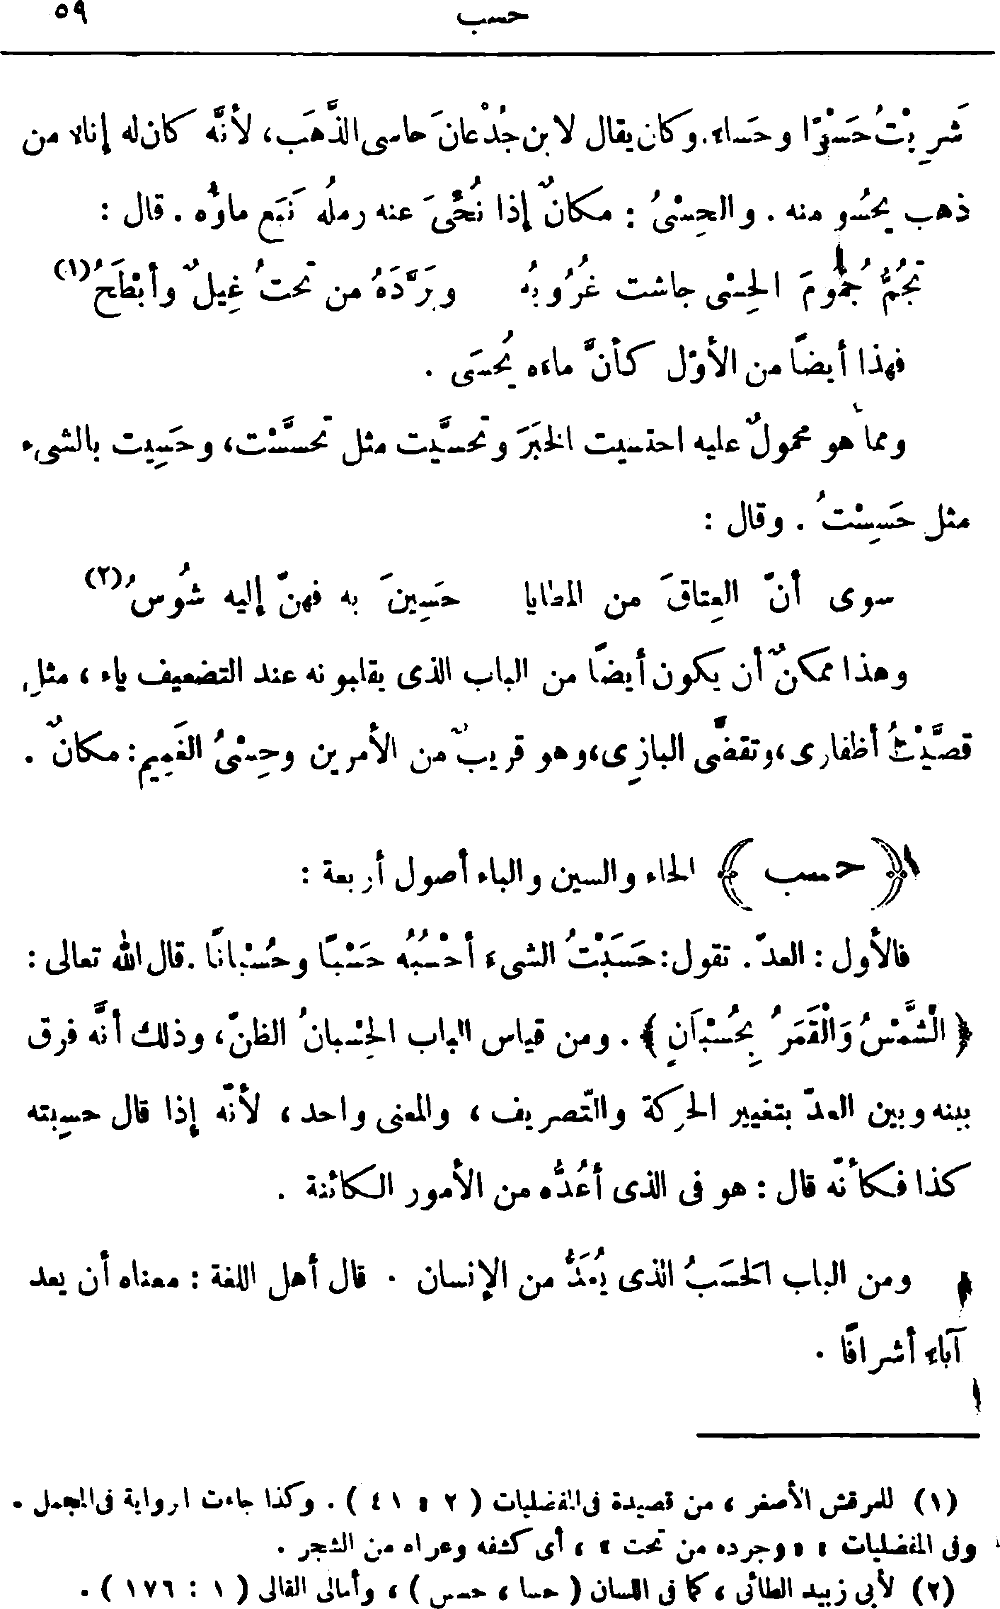 حسب ٥٩
شَرِبْتُ حَسْوًا وحَساء. وكان يقال لابن جُدْعانَ حاسى الذَّهَب، لأنَّه كان له إناء من
ذهب يحْسُو منه . والحِسْىُ : مكانٌ إذا نُحِّىَ عنه رملُه نَبَع ماؤُه . قال :
تَجُمُّ جُمُومَ الحِسْى جاشت غُرُوبُه وبَرَّدَهُ من تحتُ غِيلٌ وأبْطَحُ(١)
فهذا أيضًا من الأوّل كأنَّ ماءه يُحسَى .
ومما هو محمولٌ عليه احتسيت الخبَرَ وتحسَّيت مثل تحسَّسْت، وحَسِيت بالشىء
مثل حَسِسْتُ . وقال :
سوى أنّ العِتاقَ من المطايا حَسِينَ به فهنّ إليه شُوسُ(٢)
وهذا ممكنٌ أن يكون أيضًا من الباب الذى يقلبونه عند التضعيف ياء ، مثل
قصَّيْتُ أظفارى، وتقضَّى البازِى، وهو قريبٌ من الأمرين وحِسْىُ الغَمِيم: مكانٌ .
﴿ حسب ﴾ الحاء والسين والباء أصول أربعة :
فالأول : العدّ . تقول: حَسَبْتُ الشىءَ أحْسُبُه حَسْبًا وحُسْبانًا . قال الله تعالى :
﴿ الْشَّمْسُ وَالْقَمَرُ بِحُسْبَانٍ ﴾ . ومن قياس الباب الحِسْبانُ الظنّ، وذلك أنَّه فرق
بينه وبين العدّ بتغيير الحركة والتّصريف ، والمعنى واحد ، لأنّه إذا قال حسِبته
كذا فكأنّه قال : هو فى الذى أعُدُّه من الأمور الكائنة .
ومن الباب الحَسَبُ الذى يُعَدُّ من الإنسان . قال أهل اللغة : معناه أن يعد
آباء أشرافًا .
(١) للمرقش الأصغر ، من قصيدة فى المفضليات ( ٢ : ٤١ ) . وكذا جاءت الرواية فى المجمل .
وفى المفضليات : « وجرده من تحت » ، أى كشفه وعراه من الشجر .
(٢) لأبى زبيد الطائى ، كما فى اللسان ( حسا ، حسس ) ، وأمالى القالى ( ١ : ١٧٦ ) .